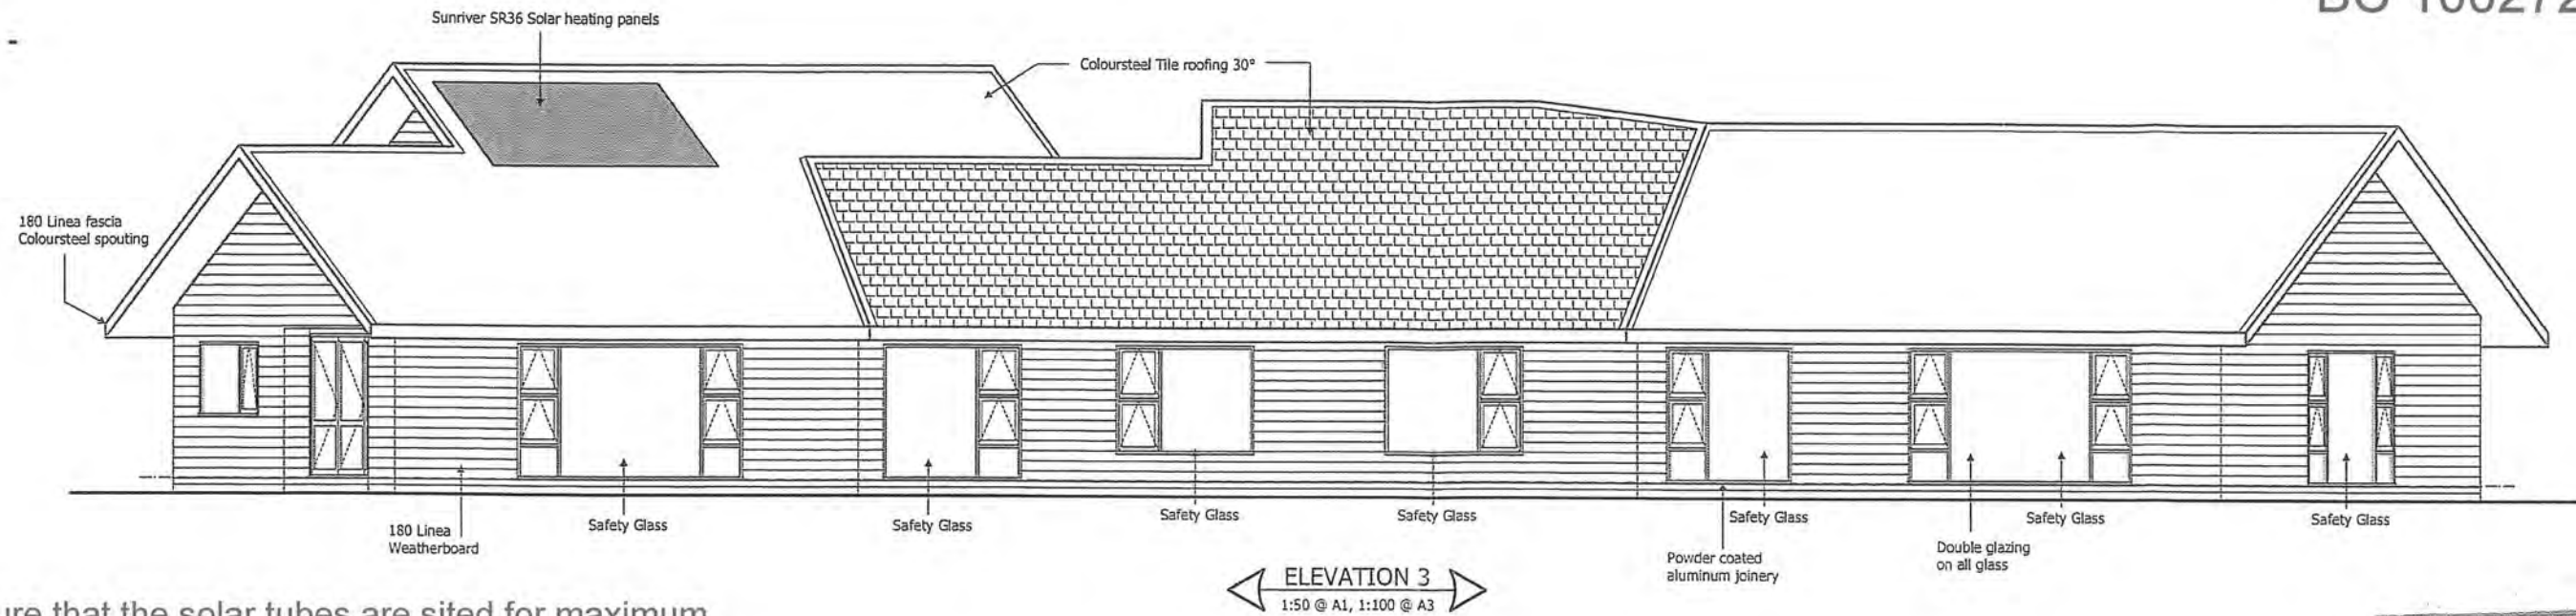 Sunriver SR36 Solar heating panels
Coloursteel Tile roofing 30°
180 Linea fascia
Coloursteel spouting
180 Linea
Weatherboard
Safety Glass
Safety Glass
Safety Glass
Safety Glass
Powder coated
aluminum joinery
Safety Glass
Double glazing
on all glass
Safety Glass
Safety Glass
ELEVATION 3
1:50 @ A1, 1:100 @ A3
that the solar tubes are sited for maximum